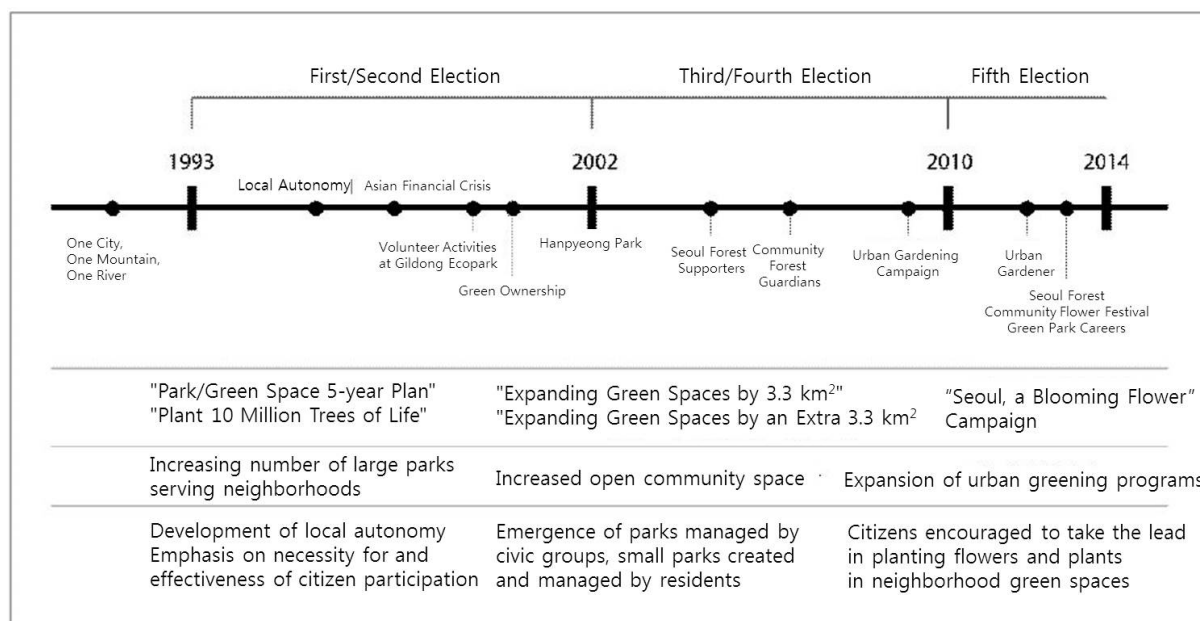 First/Second Election
Third/Fourth Election
Fifth Election
1993
2002
2010
2014
Local Autonomy|
Asian Financial Crisis
One City,
One Mountain,
One River
Volunteer Activities
at Gildong Ecopark
Green Ownership
Hanpyeong Park
Seoul Forest
Supporters
Community
Forest
Guardians
Urban Gardening
Campaign
Urban
Gardener
Seoul Forest
Community Flower Festival
Green Park Careers
"Park/Green Space 5-year Plan"
"Plant 10 Million Trees of Life"
"Expanding Green Spaces by 3.3 km²"
"Expanding Green Spaces by an Extra 3.3 km²
"Seoul, a Blooming Flower"
Campaign
Increasing number of large parks
serving neighborhoods
Increased open community space
Expansion of urban greening programs
Development of local autonomy
Emphasis on necessity for and
effectiveness of citizen participation
Emergence of parks managed by
civic groups, small parks created
and managed by residents
Citizens encouraged to take the lead
in planting flowers and plants
in neighborhood green spaces